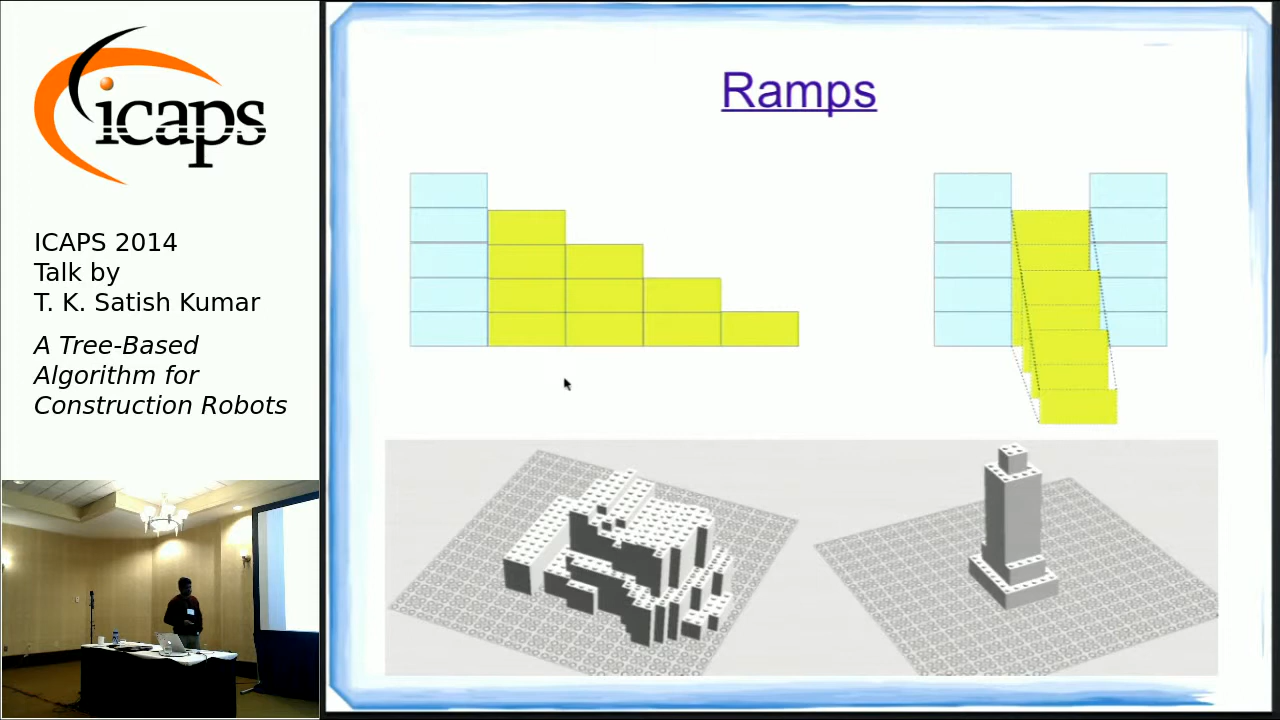 icaps
ICAPS 2014
Talk by
T. K. Satish Kumar
A Tree-Based
Algorithm for
Construction Robots
Ramps